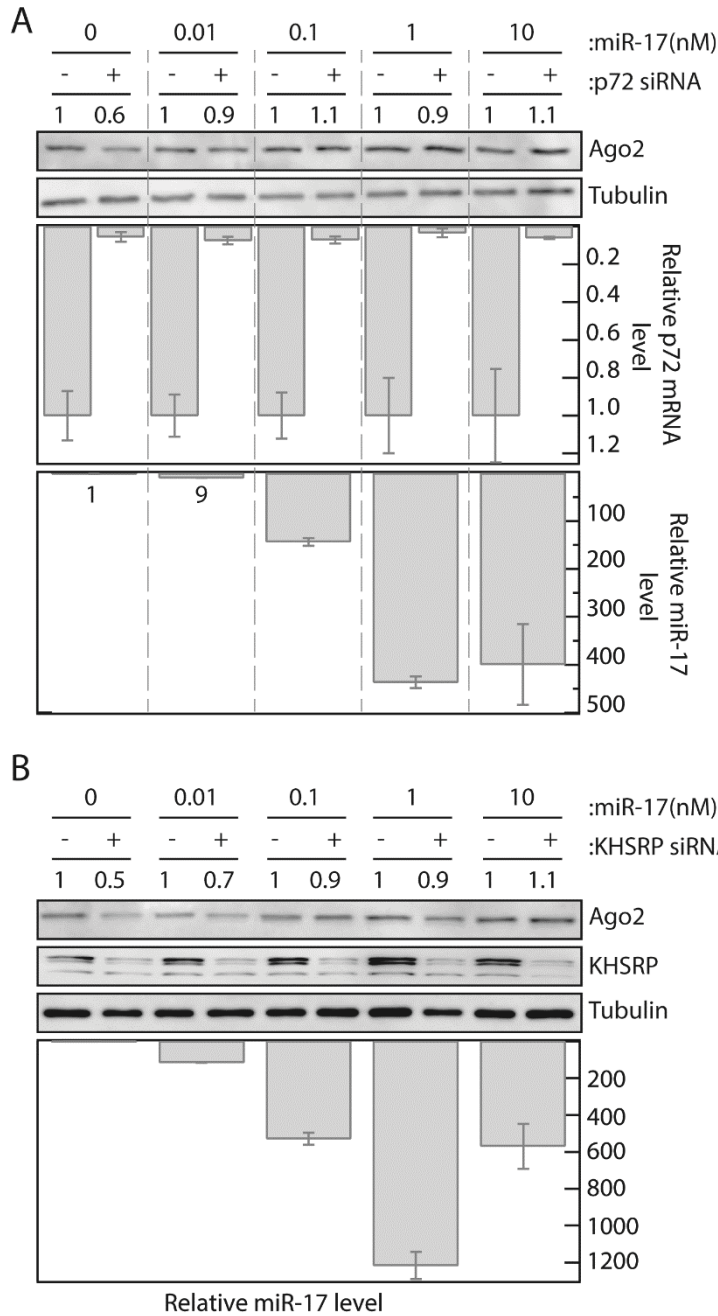 A
0 0.01 0.1 1 10 :miR-17(nM)
- + - + - + - + - + :p72 siRNA
1 0.6 1 0.9 1 1.1 1 0.9 1 1.1
Ago2
Tubulin
0.2
0.4
0.6
0.8
1.0
1.2
Relative p72 mRNA
level
1 9
100
200
300
400
500
Relative miR-17
level
B
0 0.01 0.1 1 10 :miR-17(nM)
- + - + - + - + - + :KHSRP siRNA
1 0.5 1 0.7 1 0.9 1 0.9 1 1.1
Ago2
KHSRP
Tubulin
200
400
600
800
1000
1200
Relative miR-17 level